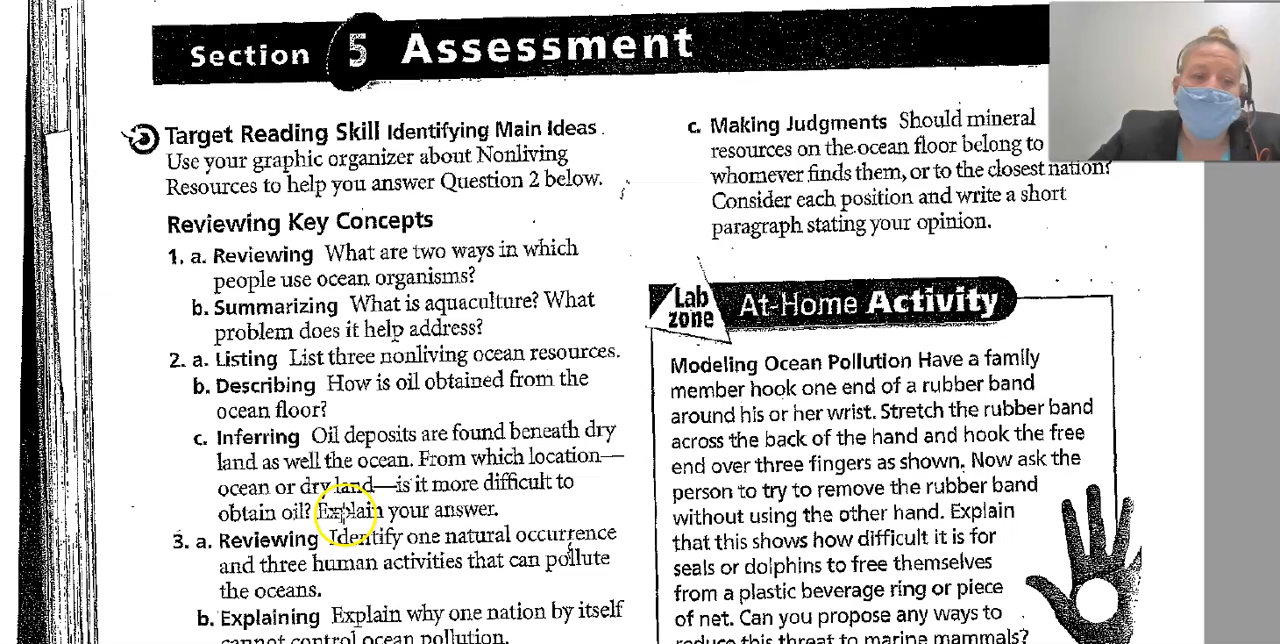 Section 5 Assessment
Target Reading Skill Identifying Main Ideas.
Use your graphic organizer about Nonliving
Resources to help you answer Question 2 below.
Reviewing Key Concepts
1. a. Reviewing What are two ways in which
people use ocean organisms?
b. Summarizing What is aquaculture? What
problem does it help address?
2. a. Listing List three nonliving ocean resources.
b. Describing How is oil obtained from the
ocean floor?
c. Inferring Oil deposits are found beneath dry
land as well the ocean. From which location—
ocean or dry land—is it more difficult to
obtain oil? Explain your answer.
3. a. Reviewing Identify one natural occurrence
and three human activities that can pollute
the oceans.
b. Explaining Explain why one nation by itself
cannot control ocean pollution.
c. Making Judgments Should mineral
resources on the ocean floor belong to
whomever finds them, or to the closest nation?
Consider each position and write a short
paragraph stating your opinion.
Lab
zone
At-Home Activity
Modeling Ocean Pollution Have a family
member hook one end of a rubber band
around his or her wrist. Stretch the rubber band
across the back of the hand and hook the free
end over three fingers as shown. Now ask the
person to try to remove the rubber band
without using the other hand. Explain
that this shows how difficult it is for
seals or dolphins to free themselves
from a plastic beverage ring or piece
of net. Can you propose any ways to
reduce this threat to marine mammals?